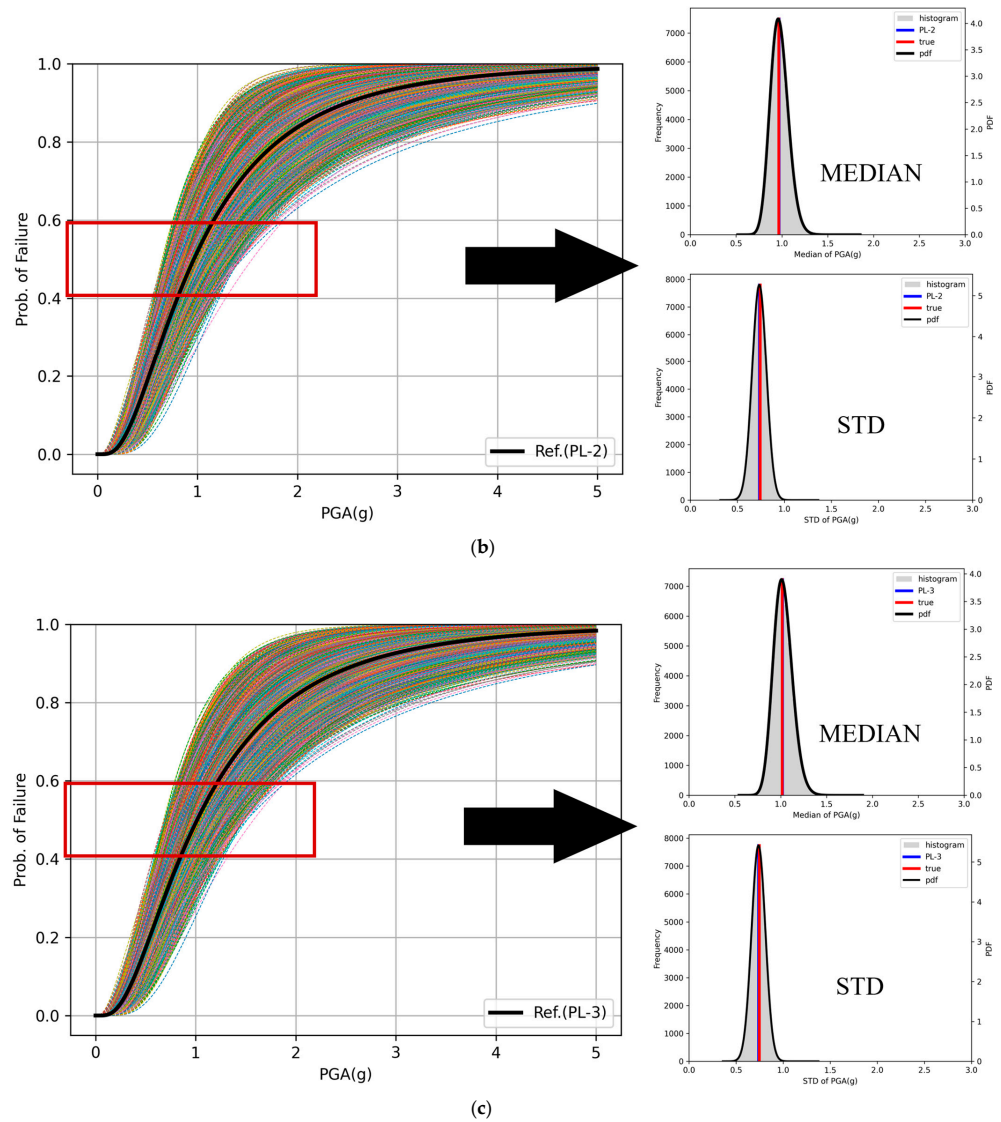 1.0
0.8
0.6
0.4
0.2
0.0
Prob. of Failure
0 1 2 3 4 5
PGA(g)
Ref.(PL-2)
7000
6000
5000
4000
3000
2000
1000
0
Frequency
histogram
PL-2
true
pdf
MEDIAN
4.0
3.5
3.0
2.5
2.0
1.5
1.0
0.5
0.0
PDF
0.0 0.5 1.0 1.5 2.0 2.5 3.0
Median of PGA(g)
8000
7000
6000
5000
4000
3000
2000
1000
0
Frequency
histogram
PL-2
true
pdf
STD
5
4
3
2
1
0
PDF
0.0 0.5 1.0 1.5 2.0 2.5 3.0
STD of PGA(g)
(b)
1.0
0.8
0.6
0.4
0.2
0.0
Prob. of Failure
0 1 2 3 4 5
PGA(g)
Ref.(PL-3)
7000
6000
5000
4000
3000
2000
1000
0
Frequency
histogram
PL-3
true
pdf
MEDIAN
4.0
3.5
3.0
2.5
2.0
1.5
1.0
0.5
0.0
PDF
0.0 0.5 1.0 1.5 2.0 2.5 3.0
Median of PGA(g)
8000
7000
6000
5000
4000
3000
2000
1000
0
Frequency
histogram
PL-3
true
pdf
STD
5
4
3
2
1
0
PDF
0.0 0.5 1.0 1.5 2.0 2.5 3.0
STD of PGA(g)
(c)